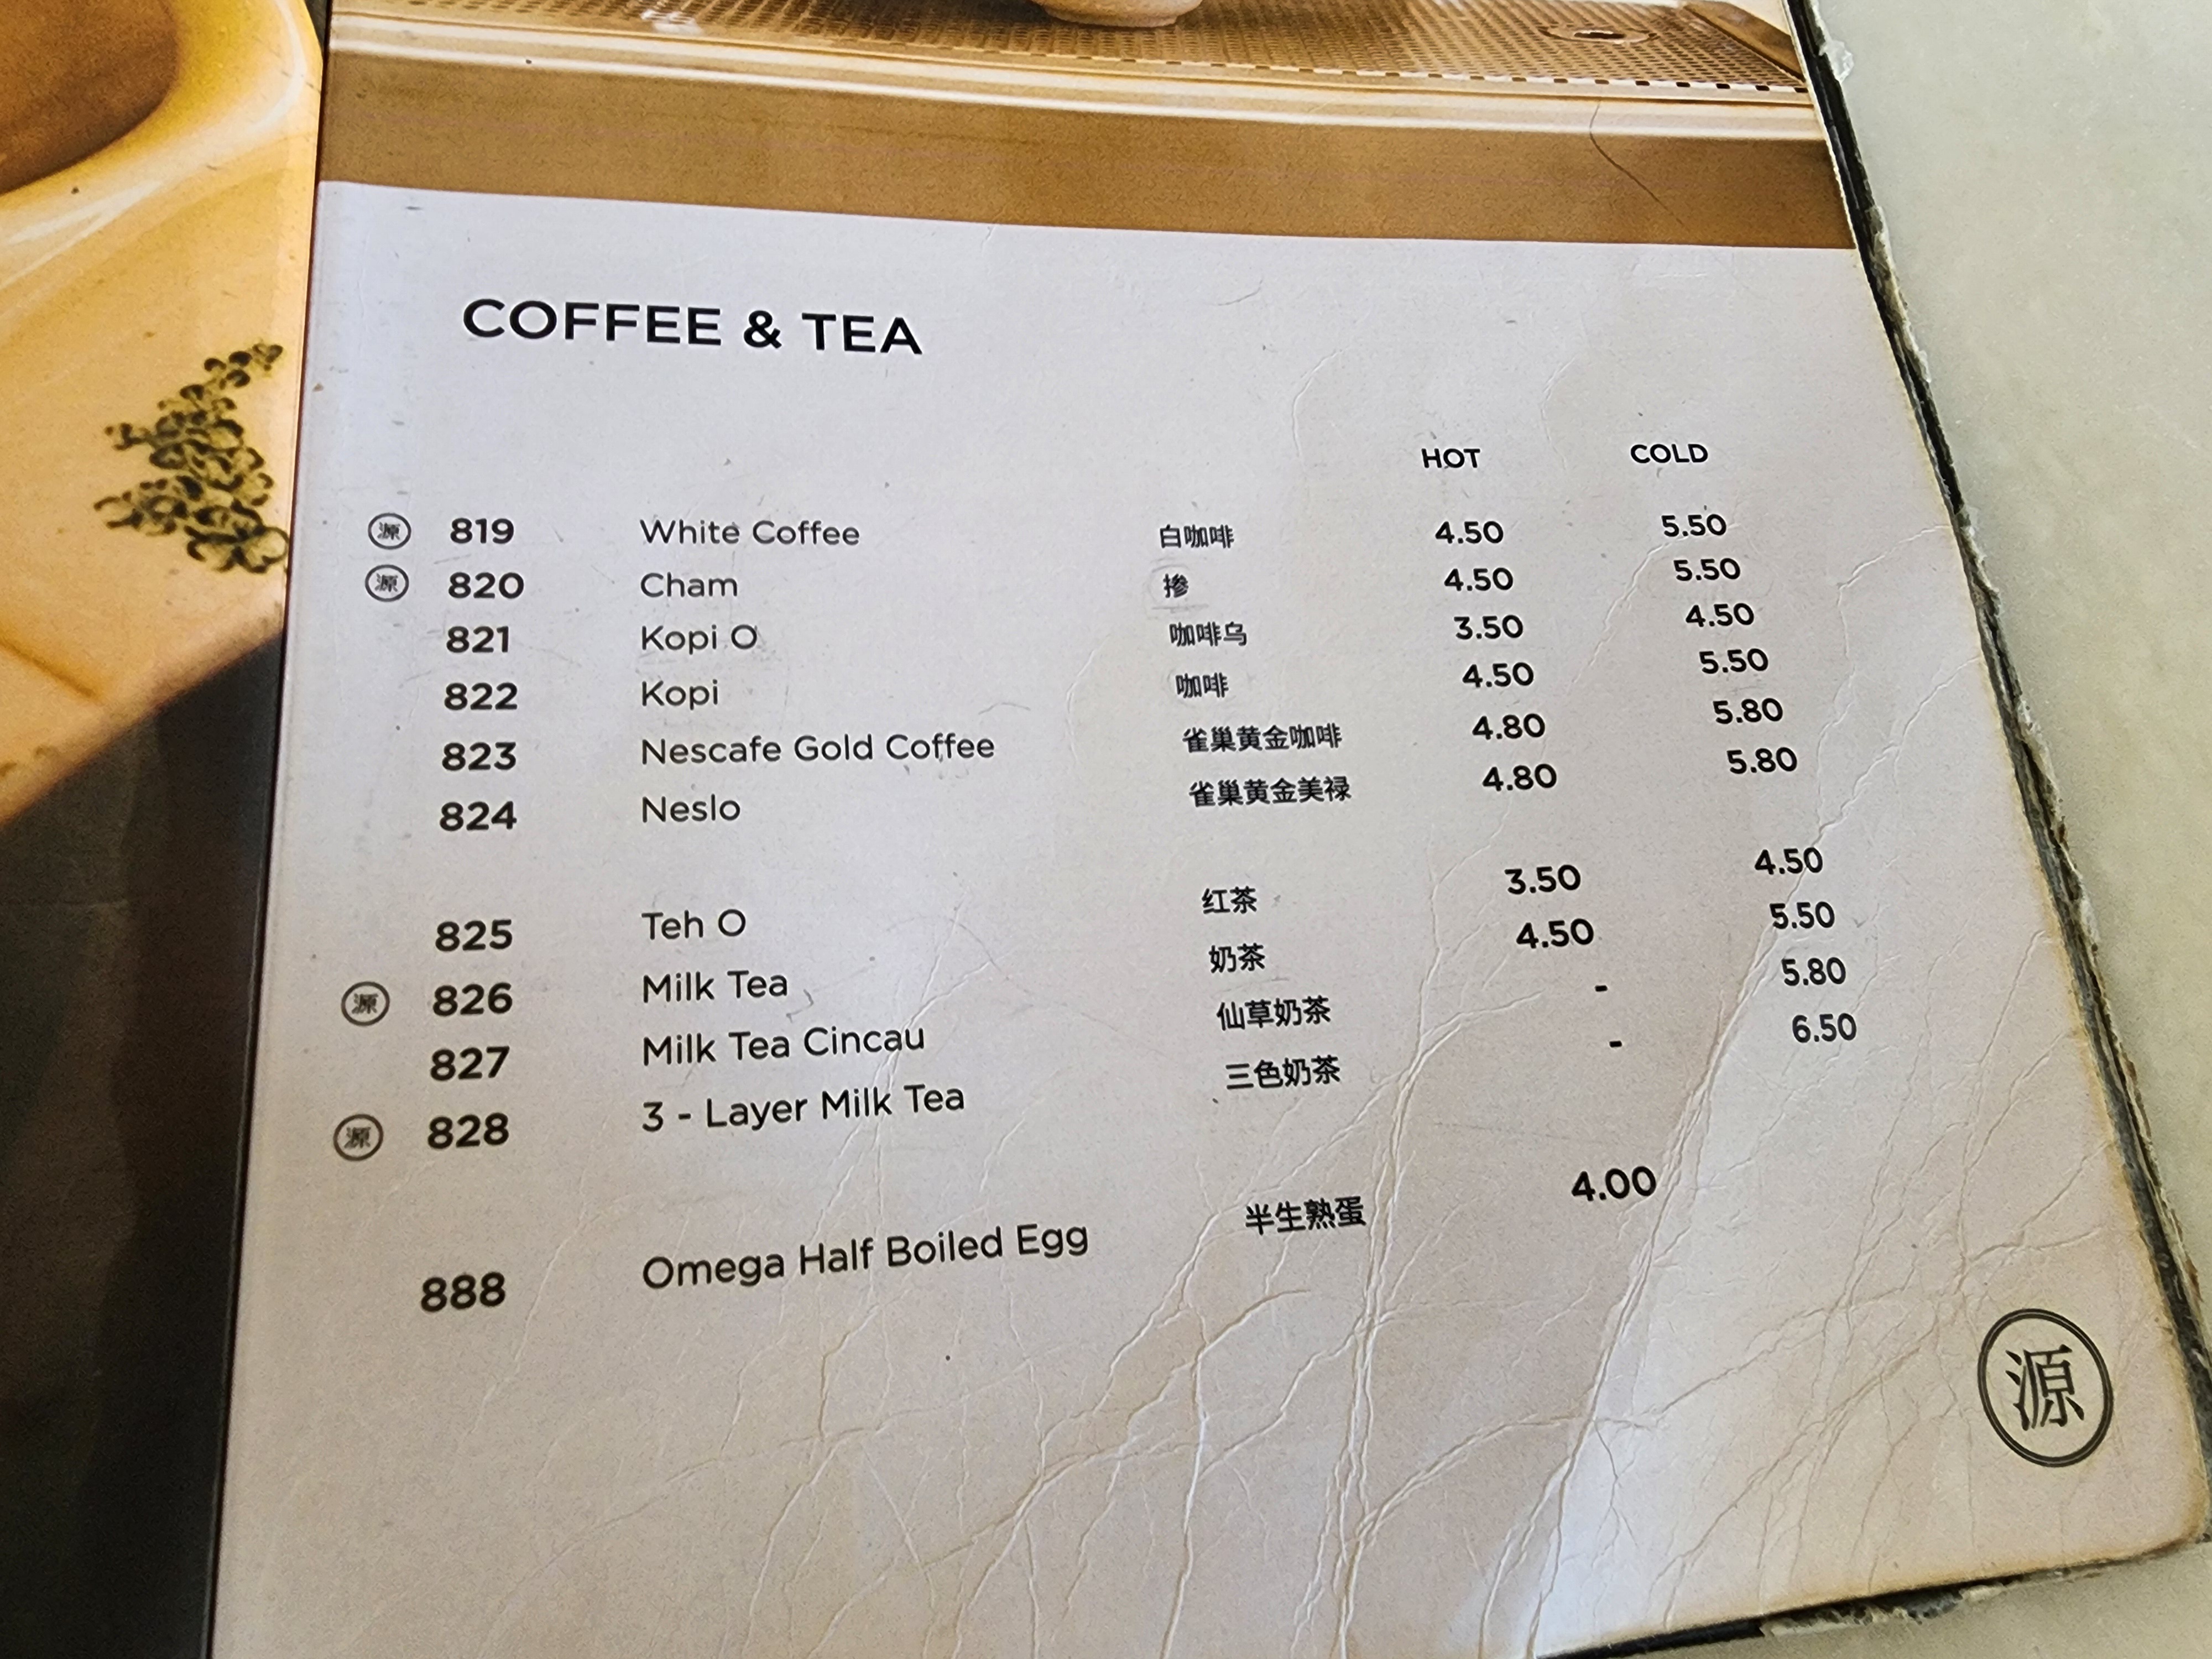 COFFEE & TEA
HOT COLD
源 819 White Coffee 白咖啡 4.50 5.50
源 820 Cham 掺 4.50 5.50
821 Kopi O 咖啡乌 3.50 4.50
822 Kopi 咖啡 4.50 5.50
823 Nescafe Gold Coffee 雀巢黄金咖啡 4.80 5.80
824 Neslo 雀巢黄金美禄 4.80 5.80
825 Teh O 红茶 3.50 4.50
源 826 Milk Tea 奶茶 4.50 5.50
827 Milk Tea Cincau 仙草奶茶 - 5.80
源 828 3 - Layer Milk Tea 三色奶茶 - 6.50
888 Omega Half Boiled Egg 半生熟蛋 4.00
源